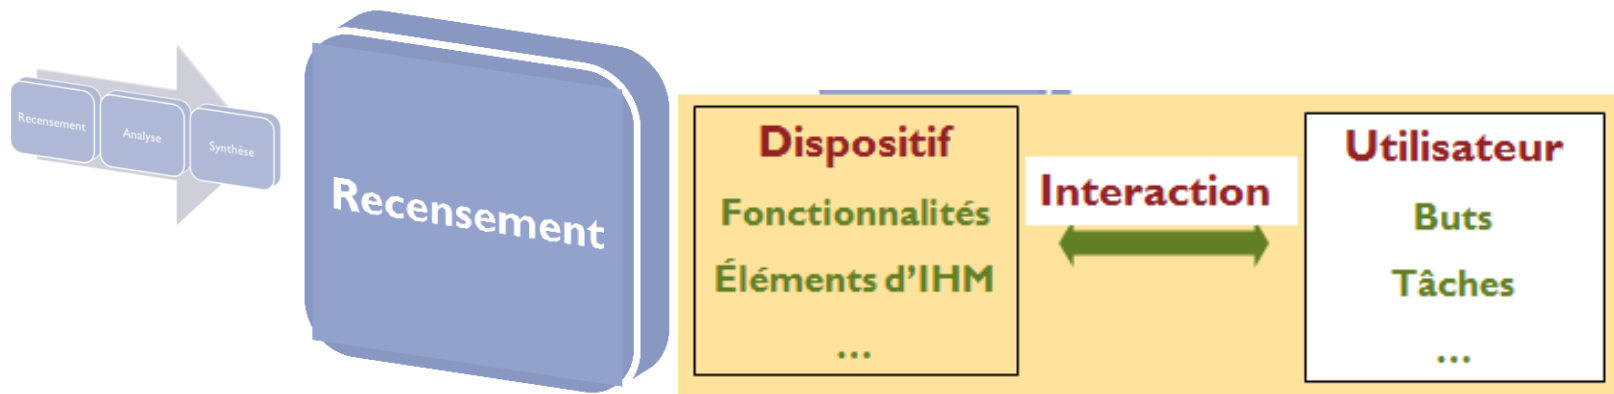 Recensement
Analyse
Synthèse
Recensement
Dispositif
Fonctionnalités
Éléments d’IHM
...
Interaction
Utilisateur
Buts
Tâches
...